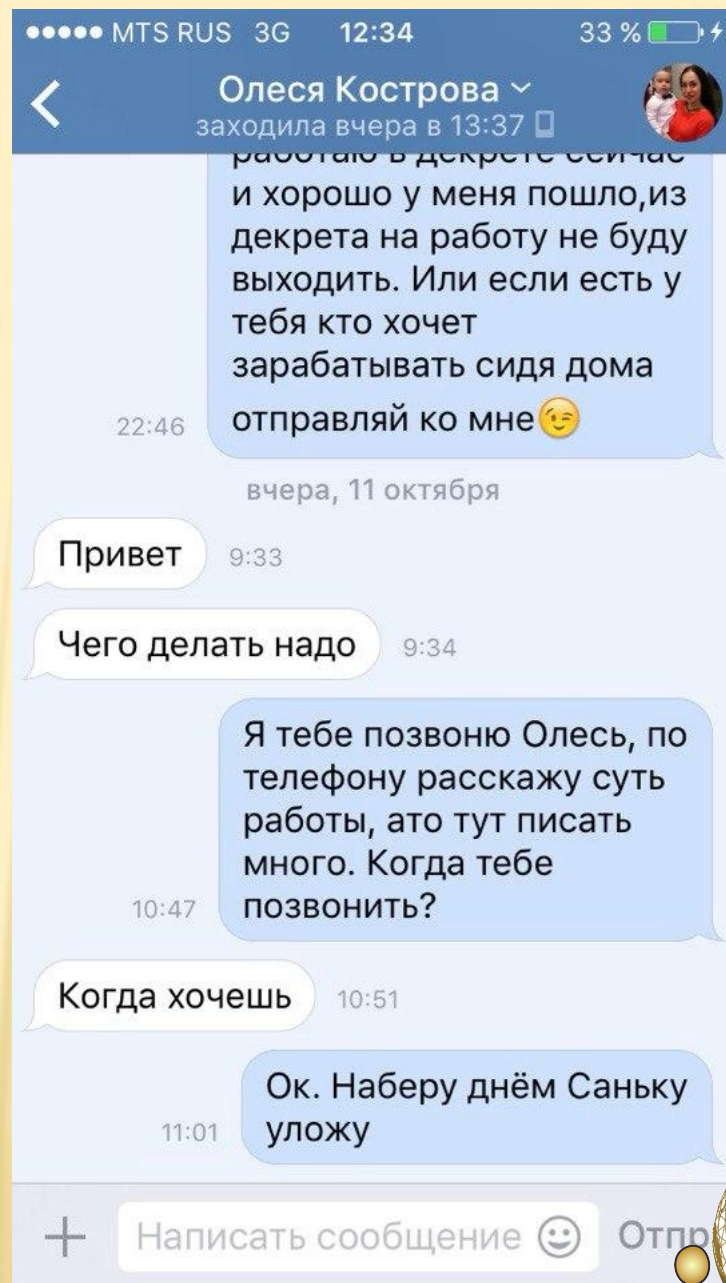 MTS RUS 3G 12:34 33 %
Олеся Кострова
заходила вчера в 13:37
работаю в декрете сейчас
и хорошо у меня пошло,из
декрета на работу не буду
выходить. Или если есть у
тебя кто хочет
зарабатывать сидя дома
22:46 отправляй ко мне😉
вчера, 11 октября
Привет 9:33
Чего делать надо 9:34
Я тебе позвоню Олесь, по
телефону расскажу суть
работы, ато тут писать
много. Когда тебе
10:47 позвонить?
Когда хочешь 10:51
Ок. Наберу днём Саньку
11:01 уложу
Написать сообщение